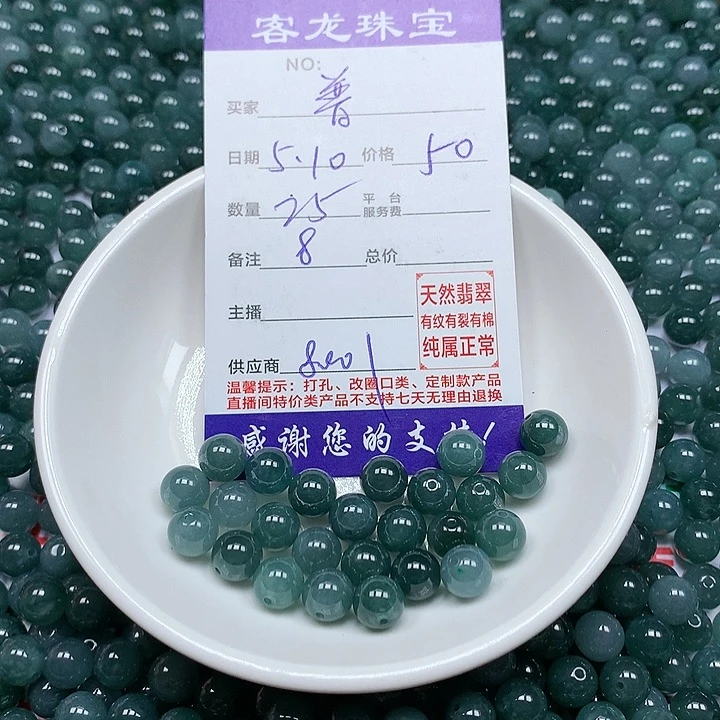 客龙珠宝
NO:
买家 普
日期 5.10 价格 50
数量 25 平台服务费
备注 8 总价
主播
天然翡翠
有纹有裂有棉
纯属正常
供应商
温馨提示：打孔、改圈口类、定制款产品
直播间特价类产品不支持七天无理由退换
感谢您的支持！